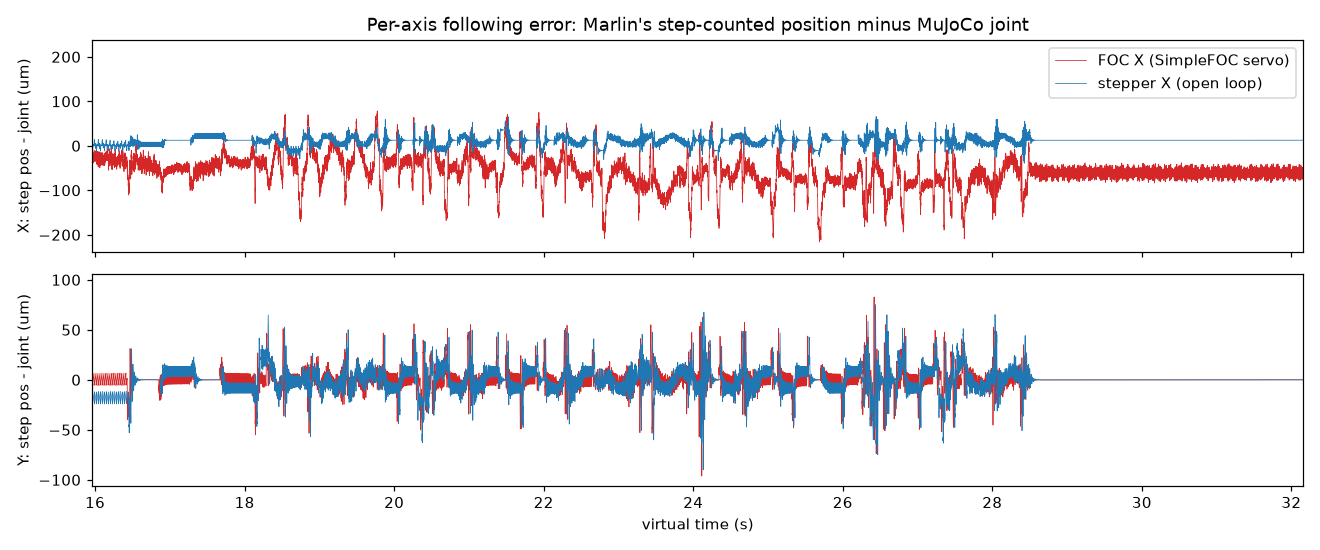 Per-axis following error: Marlin's step-counted position minus MuJoCo joint
X: step pos - joint (um)
200
100
0
−100
−200
FOC X (SimpleFOC servo)
stepper X (open loop)
Y: step pos - joint (um)
100
50
0
−50
−100
16 18 20 22 24 26 28 30 32
virtual time (s)